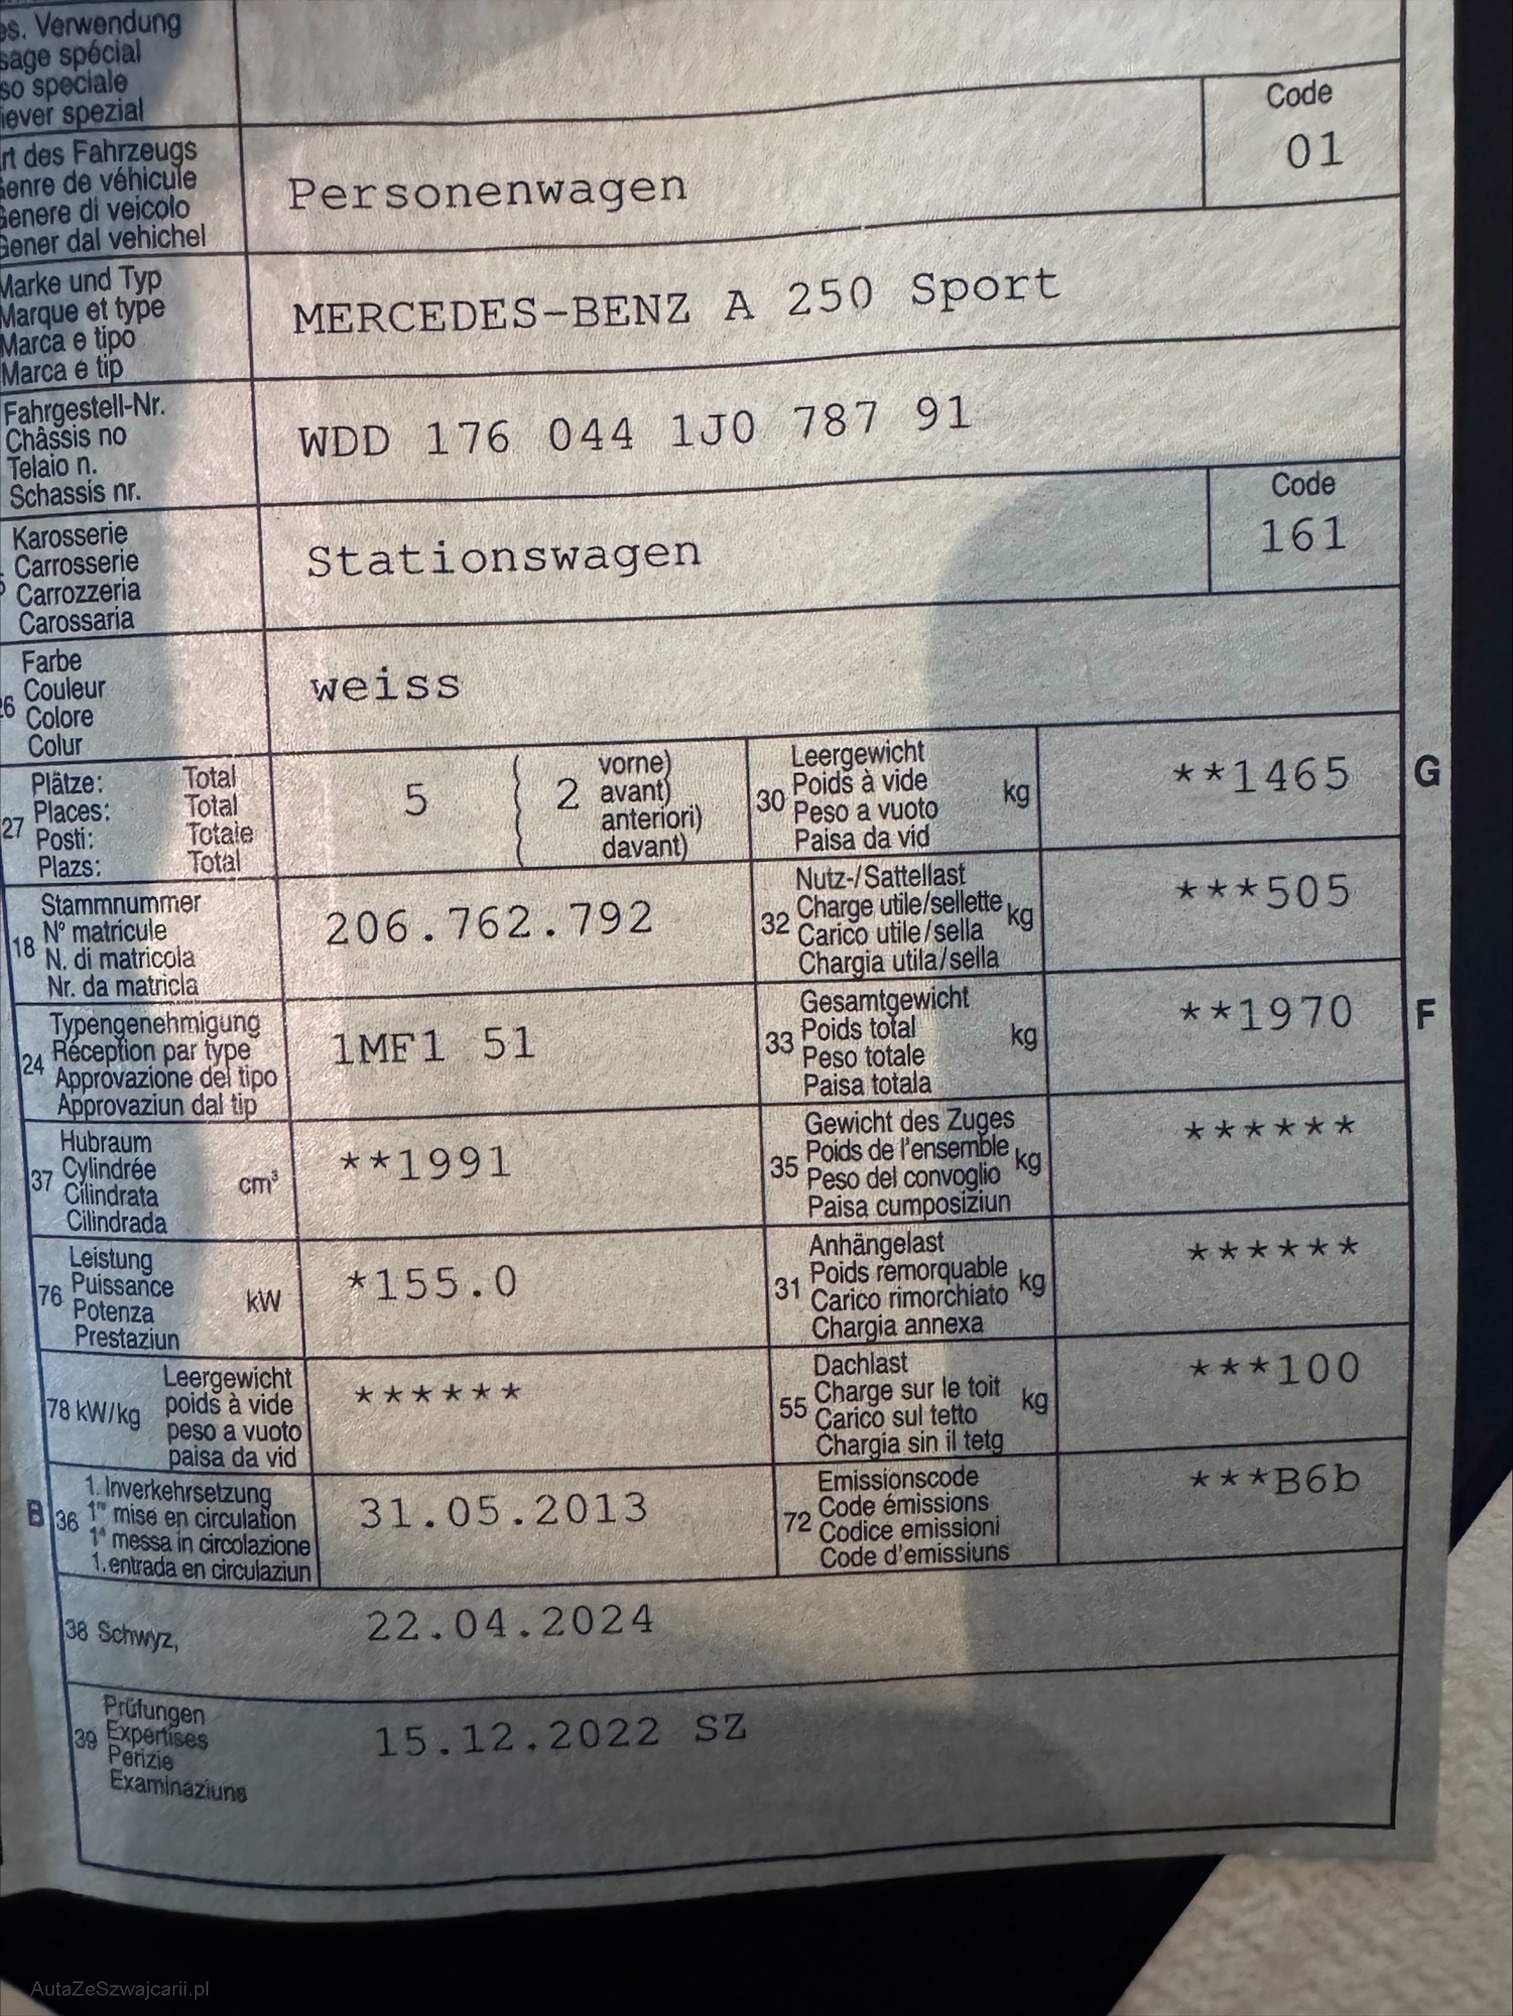 es. Verwendung
sage spécial
so speciale
iever spezial
rt des Fahrzeugs
Genre de véhicule
Genere di veicolo
Gener dal vehichel
Personenwagen
Code
01
Marke und Typ
Marque et type
Marca e tipo
Marca e tip
MERCEDES-BENZ A 250 Sport
Fahrgestell-Nr.
Châssis no
Telaio n.
Schassis nr.
WDD 176 044 1J0 787 91
Karosserie
Carrosserie
Carrozzeria
Carossaria
Stationswagen
Code
161
26
Farbe
Couleur
Colore
Colur
weiss
27
Plätze: Total
Places: Total
Posti: Totale
Plazs: Total
5
2
vorne)
avant)
anteriori)
davant)
30
Leergewicht
Poids à vide
Peso a vuoto
Paisa da vid
kg
**1465
G
18
Stammnummer
N° matricule
N. di matricola
Nr. da matricla
206.762.792
32
Nutz-/Sattellast
Charge utile/sellette
Carico utile/sella
Chargia utila/sella
kg
***505
24
Typengenehmigung
Réception par type
Approvazione del tipo
Approvaziun dal tip
1MF1 51
33
Gesamtgewicht
Poids total
Peso totale
Paisa totala
kg
**1970
F
37
Hubraum
Cylindrée
Cilindrata
Cilindrada
cm³
**1991
35
Gewicht des Zuges
Poids de l'ensemble
Peso del convoglio
Paisa cumposiziun
kg
******
76
Leistung
Puissance
Potenza
Prestaziun
kW
*155.0
31
Anhängelast
Poids remorquable
Carico rimorchiato
Chargia annexa
kg
******
78 kW/kg
Leergewicht
poids à vide
peso a vuoto
paisa da vid
******
55
Dachlast
Charge sur le toit
Carico sul tetto
Chargia sin il tetg
kg
***100
B
36
1. Inverkehrsetzung
1re mise en circulation
1a messa in circolazione
1. entrada en circulaziun
31.05.2013
72
Emissionscode
Code émissions
Codice emissioni
Code d'emissiuns
***B6b
38 Schwyz,
22.04.2024
39
Prüfungen
Expertises
Perizie
Examinaziuns
15.12.2022 SZ
AutaZeSzwajcarii.pl